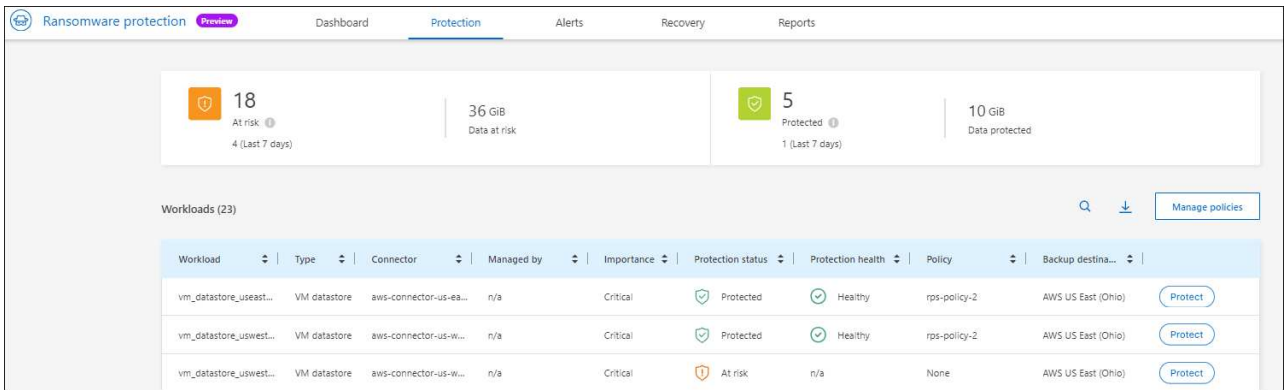 Ransomware protection Preview Dashboard Protection Alerts Recovery Reports
18
At risk
4 (Last 7 days)
36 GiB
Data at risk
5
Protected
1 (Last 7 days)
10 GiB
Data protected
Workloads (23) Manage policies
Workload Type Connector Managed by Importance Protection status Protection health Policy Backup destina...
vm_datastore_useast... VM datastore aws-connector-us-ea... n/a Critical Protected Healthy rps-policy-2 AWS US East (Ohio) Protect
vm_datastore_uswest... VM datastore aws-connector-us-w... n/a Critical Protected Healthy rps-policy-2 AWS US East (Ohio) Protect
vm_datastore_uswest... VM datastore aws-connector-us-w... n/a Critical At risk n/a None AWS US East (Ohio) Protect